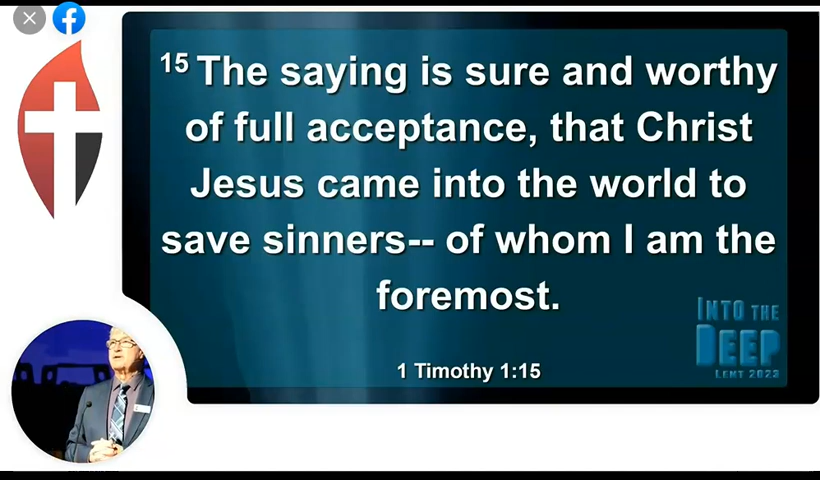 15 The saying is sure and worthy
of full acceptance, that Christ
Jesus came into the world to
save sinners-- of whom I am the
foremost.
INTO THE
DEEP
LENT 2022
1 Timothy 1:15